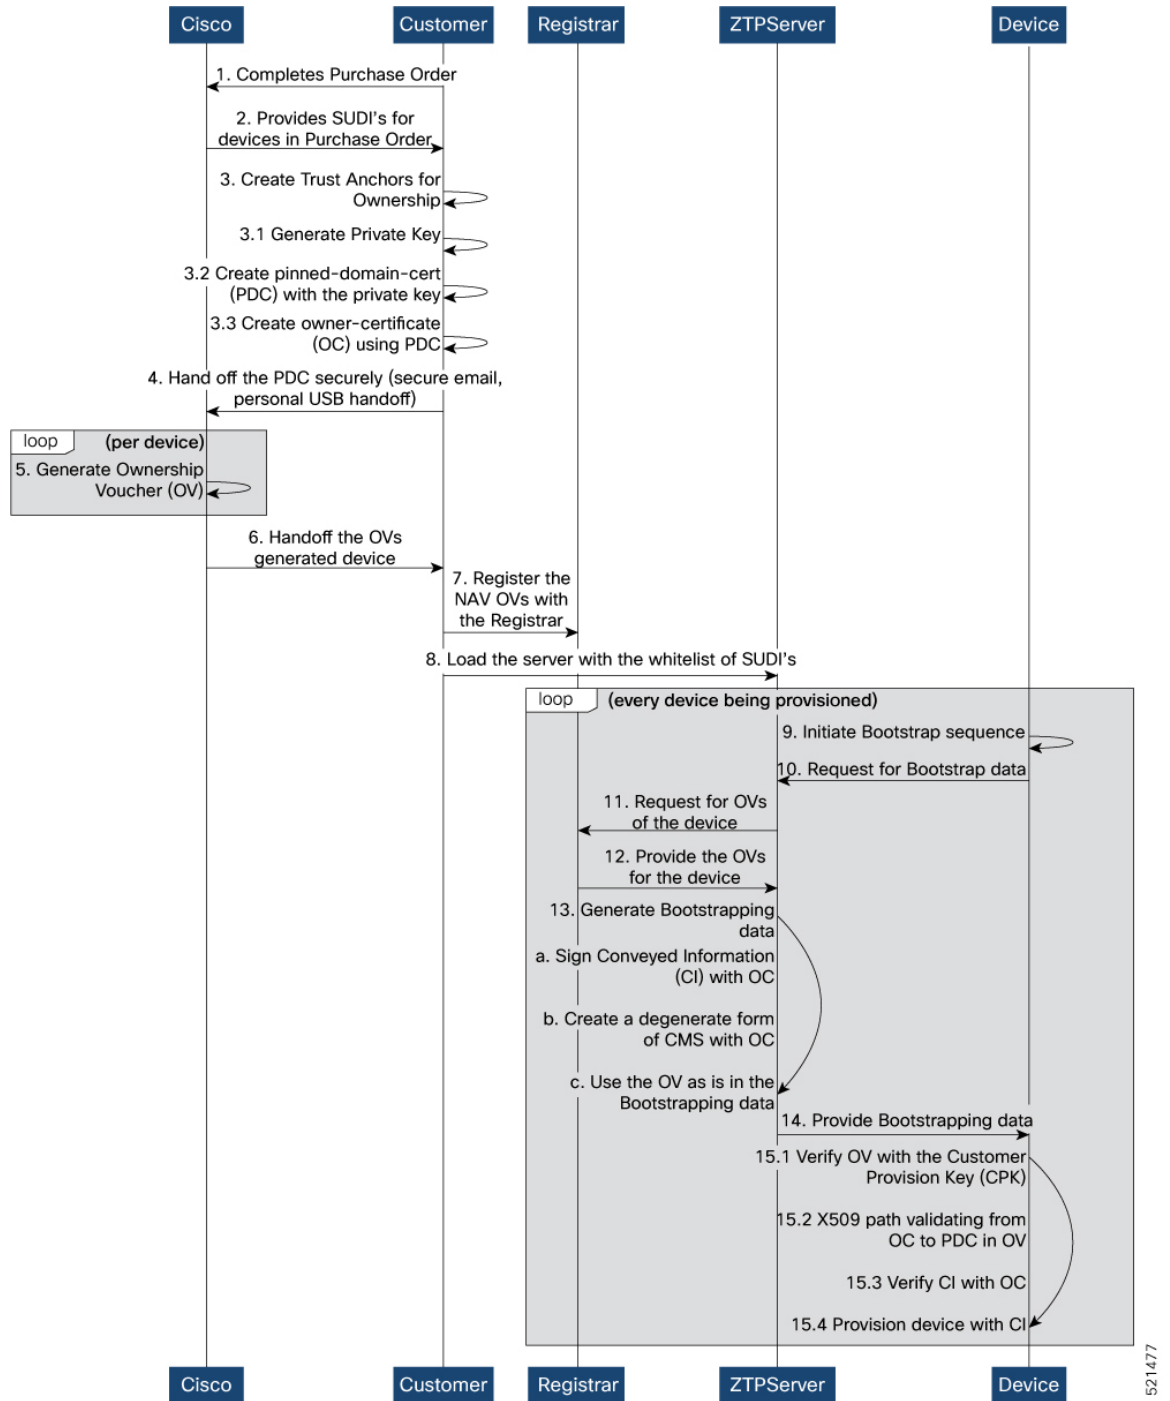 Cisco
Customer
Registrar
ZTPServer
Device
1. Completes Purchase Order
2. Provides SUDI's for
devices in Purchase Order
3. Create Trust Anchors for
Ownership
3.1 Generate Private Key
3.2 Create pinned-domain-cert
(PDC) with the private key
3.3 Create owner-certificate
(OC) using PDC
4. Hand off the PDC securely (secure email,
personal USB handoff)
loop
(per device)
5. Generate Ownership
Voucher (OV)
6. Handoff the OVs
generated device
7. Register the
NAV OVs with
the Registrar
8. Load the server with the whitelist of SUDI's
loop
(every device being provisioned)
9. Initiate Bootstrap sequence
10. Request for Bootstrap data
11. Request for OVs
of the device
12. Provide the OVs
for the device
13. Generate Bootstrapping
data
a. Sign Conveyed Information
(CI) with OC
b. Create a degenerate form
of CMS with OC
c. Use the OV as is in the
Bootstrapping data
14. Provide Bootstrapping data
15.1 Verify OV with the Customer
Provision Key (CPK)
15.2 X509 path validating from
OC to PDC in OV
15.3 Verify CI with OC
15.4 Provision device with CI
Cisco
Customer
Registrar
ZTPServer
Device
521477